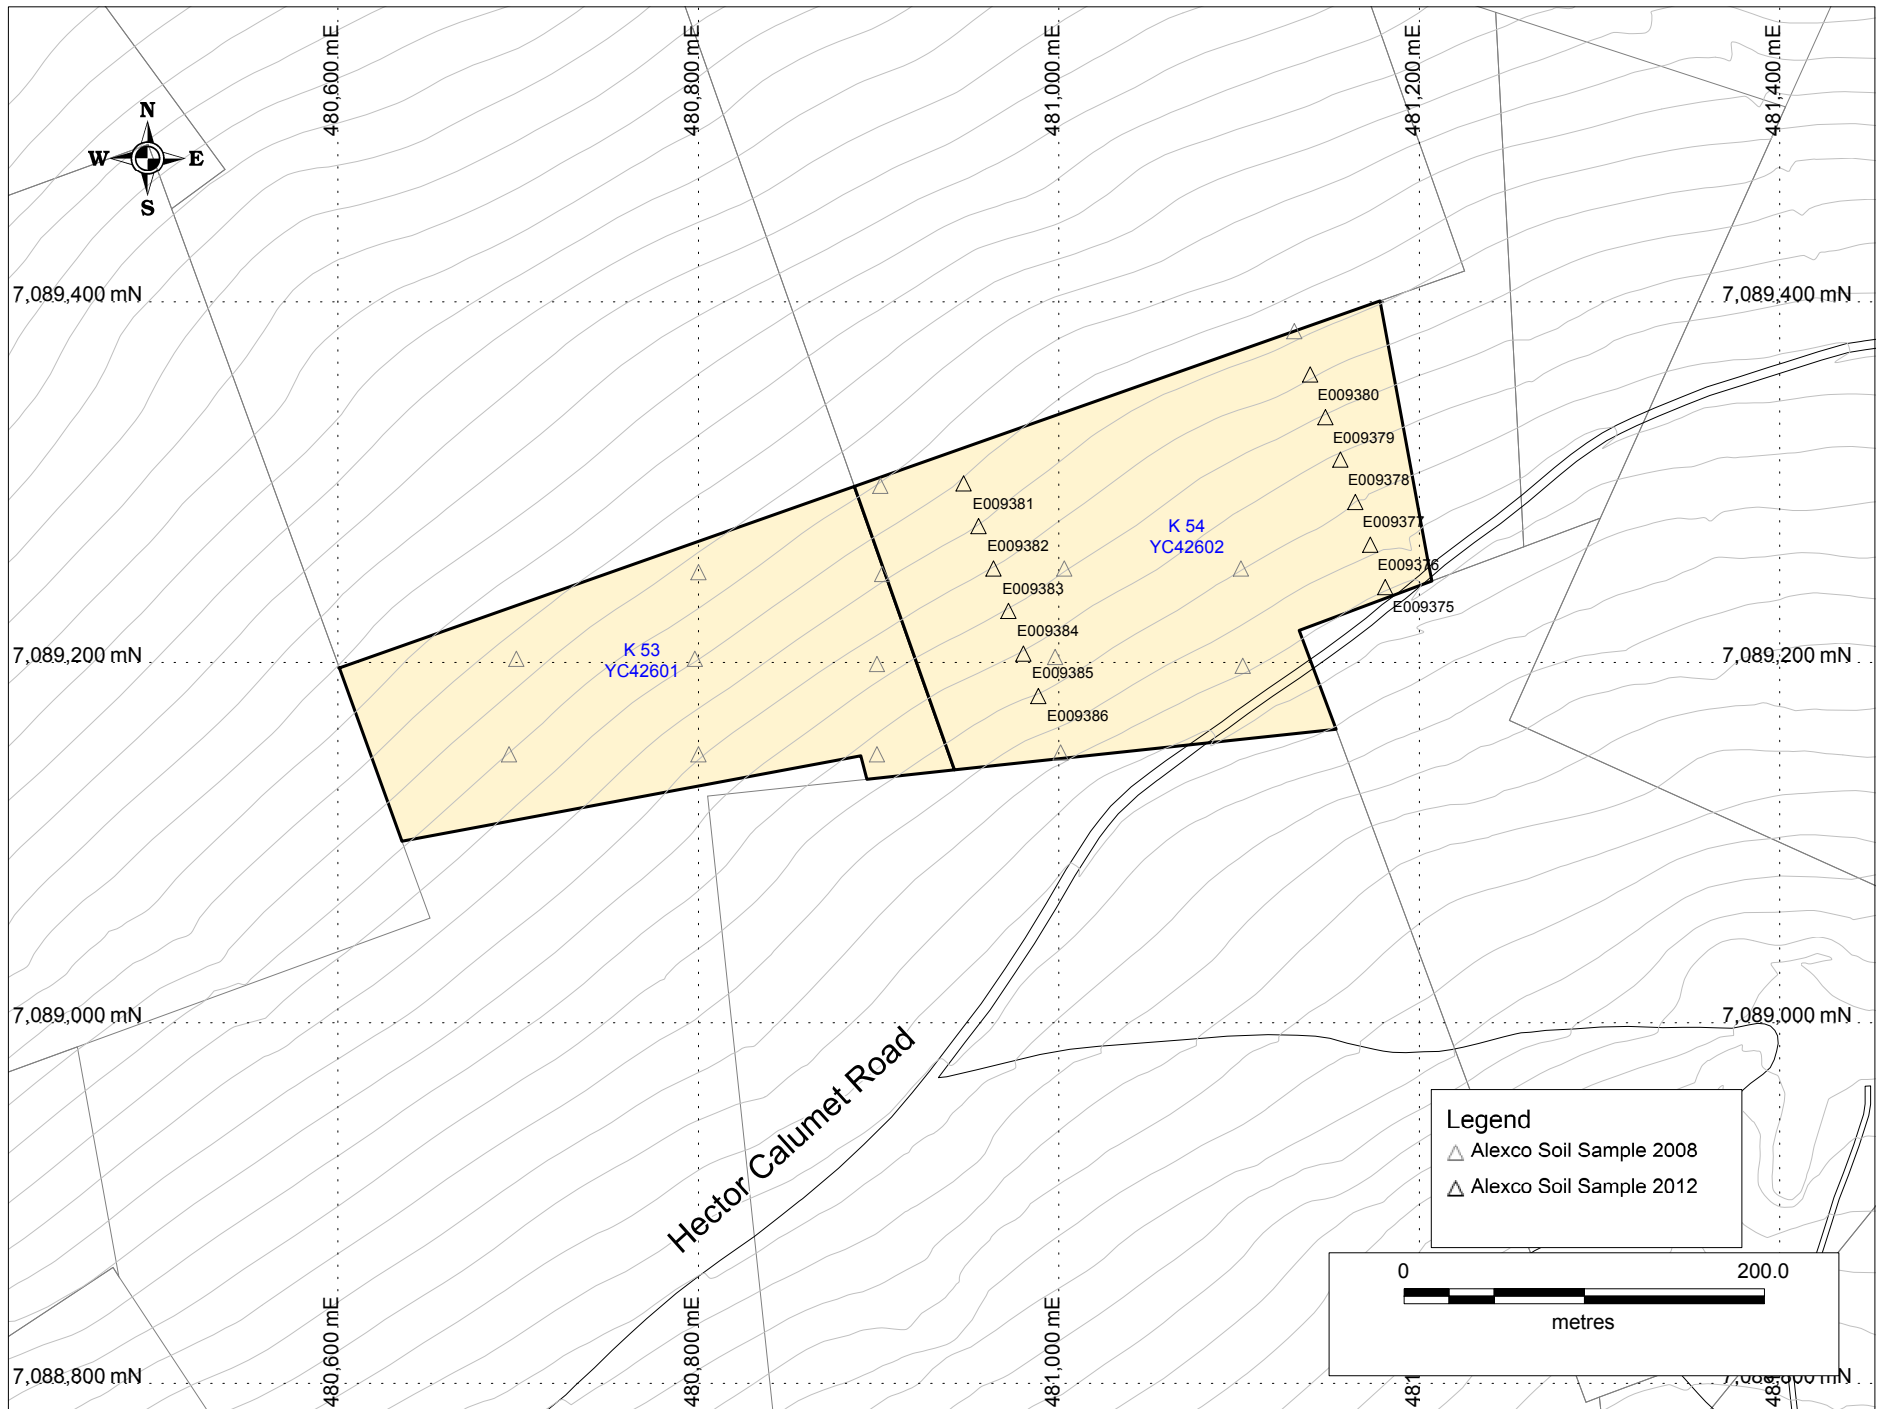 480,600 mE
480,800 mE
481,000 mE
481,200 mE
481,400 mE
N
W E
S
7,089,400 mN
7,089,400 mN
E009380
E009379
E009378
E009377
E009376
E009375
E009381
E009382
E009383
E009384
E009385
E009386
K 54
YC42602
K 53
YC42601
7,089,200 mN
7,089,200 mN
7,089,000 mN
7,089,000 mN
Hector Calumet Road
Legend
Alexco Soil Sample 2008
Alexco Soil Sample 2012
0 200.0
metres
480,600 mE
480,800 mE
481,000 mE
7,088,800 mN